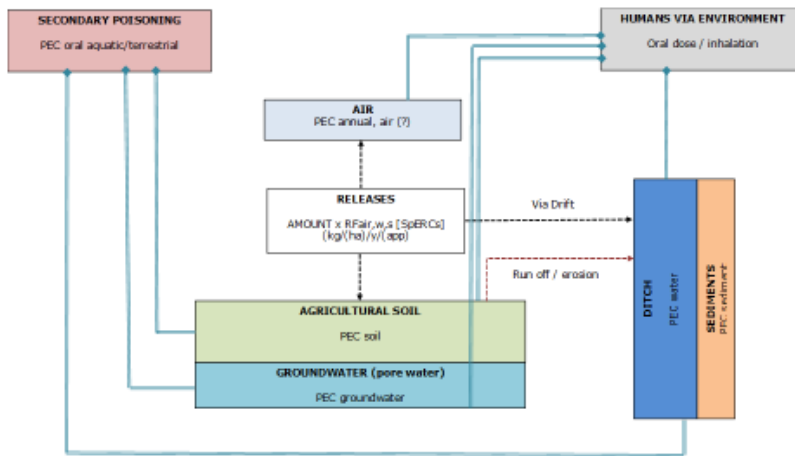 SECONDARY POISONING
PEC oral aquatic/terrestrial
HUMANS VIA ENVIRONMENT
Oral dose / inhalation
AIR
PEC annual, air (?)
RELEASES
AMOUNT x RFair,w,s [SpERCs]
(kg/(ha)/y/(app)
Via Drift
Run off / erosion
AGRICULTURAL SOIL
PEC soil
GROUNDWATER (pore water)
PEC groundwater
DITCH
PEC water
SEDIMENTS
PEC sediment